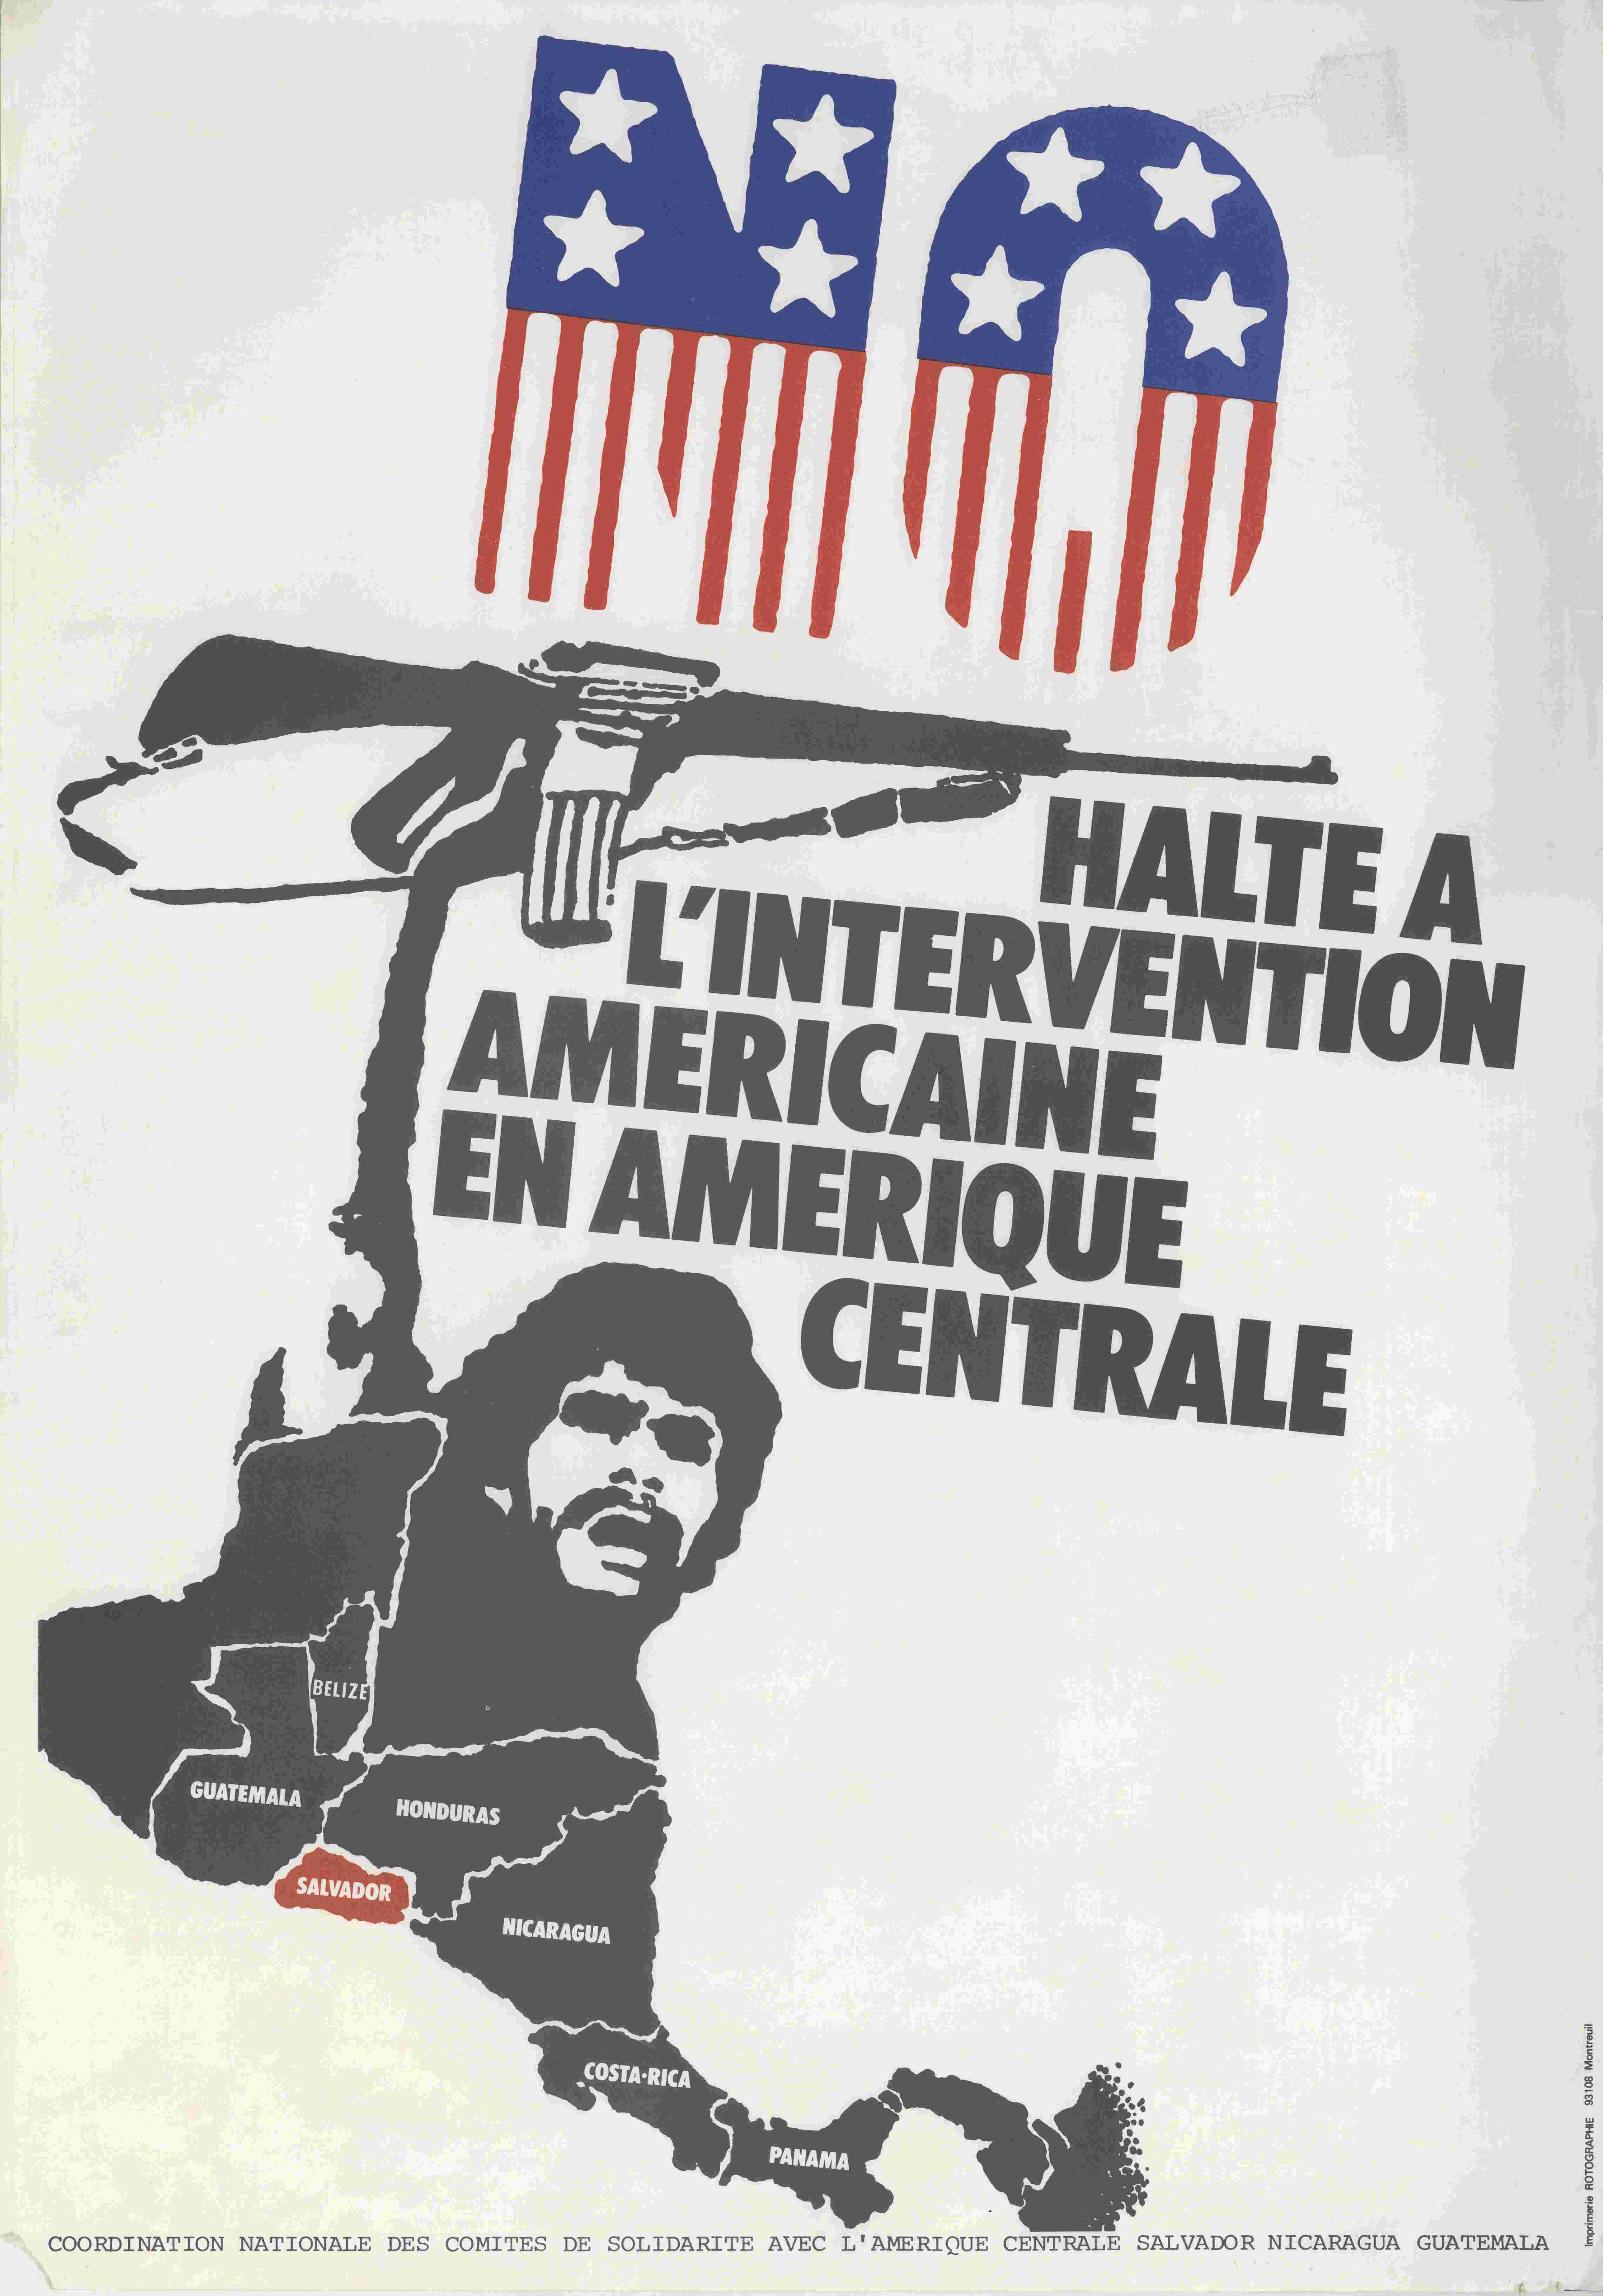 NO
HALTE A
L'INTERVENTION
AMERICAINE
EN AMERIQUE
CENTRALE
BELIZE
GUATEMALA
HONDURAS
SALVADOR
NICARAGUA
COSTA•RICA
PANAMA
COORDINATION NATIONALE DES COMITES DE SOLIDARITE AVEC L'AMERIQUE CENTRALE SALVADOR NICARAGUA GUATEMALA
Imprimerie ROTOGRAPHIE 93108 Montreuil